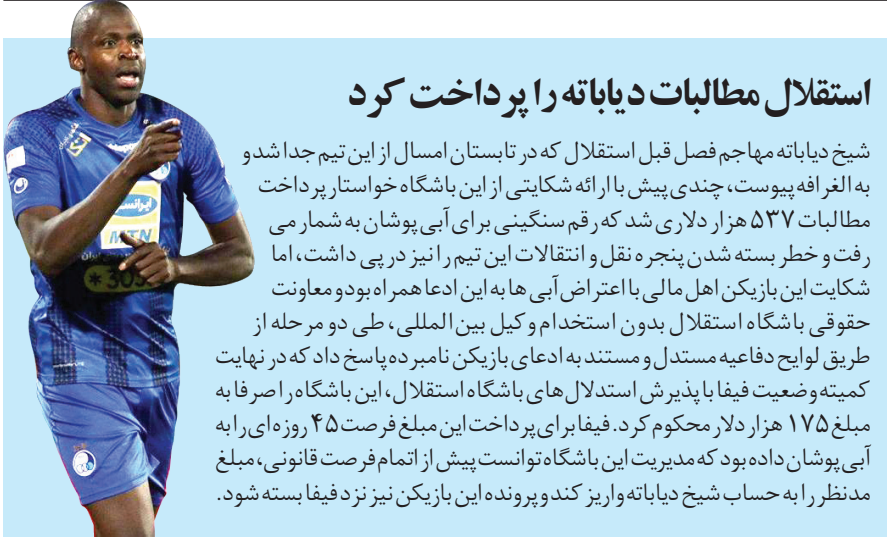 استقلال مطالبات دیاباته را پرداخت کرد
شیخ دیاباته مهاجم فصل قبل استقلال که در تابستان امسال از این تیم جدا شد و
به الغرافه پیوست، چندی پیش با ارائه شکایتی از این باشگاه خواستار پرداخت
مطالبات ۵۳۷ هزار دلاری شد که رقم سنگینی برای آبی پوشان به شمار می
رفت و خطر بسته شدن پنجره نقل و انتقالات این تیم را نیز در پی داشت، اما
شکایت این بازیکن اهل مالی با اعتراض آبی ها به این ادعا همراه بود و معاونت
حقوقی باشگاه استقلال بدون استخدام وکیل بین المللی، طی دو مرحله از
طریق لوایح دفاعیه مستدل و مستند به ادعای بازیکن نامبرده پاسخ داد که در نهایت
کمیته وضعیت فیفا با پذیرش استدلال های باشگاه استقلال، این باشگاه را صرفا به
مبلغ ۱۷۵ هزار دلار محکوم کرد. فیفا برای پرداخت این مبلغ فرصت ۴۵ روزه ای را به
آبی پوشان داده بود که مدیریت این باشگاه توانست پیش از اتمام فرصت قانونی، مبلغ
مدنظر را به حساب شیخ دیاباته واریز کند و پرونده این بازیکن نیز نزد فیفا بسته شود.
ایرانسل
MTN